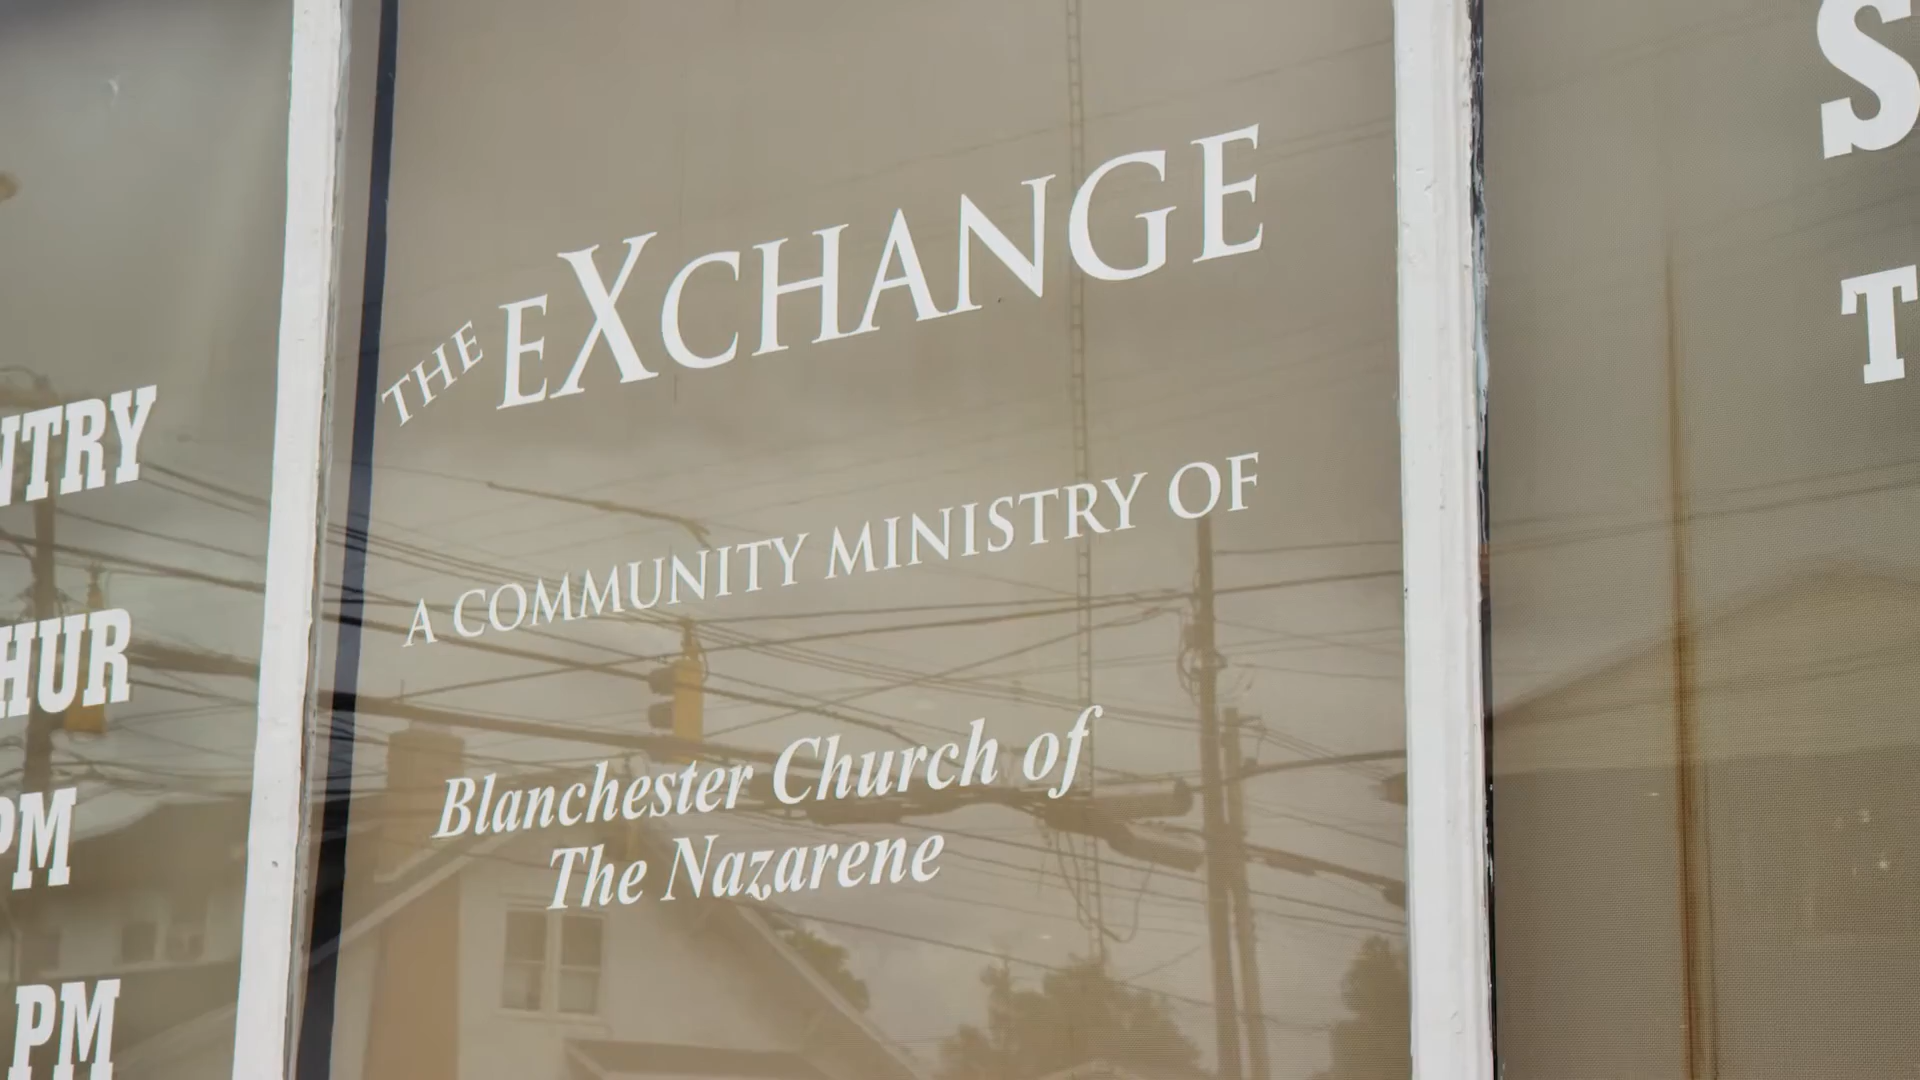 NTRY
HUR
PM
PM
THE EXCHANGE
A COMMUNITY MINISTRY OF
Blanchester Church of
The Nazarene
S
T